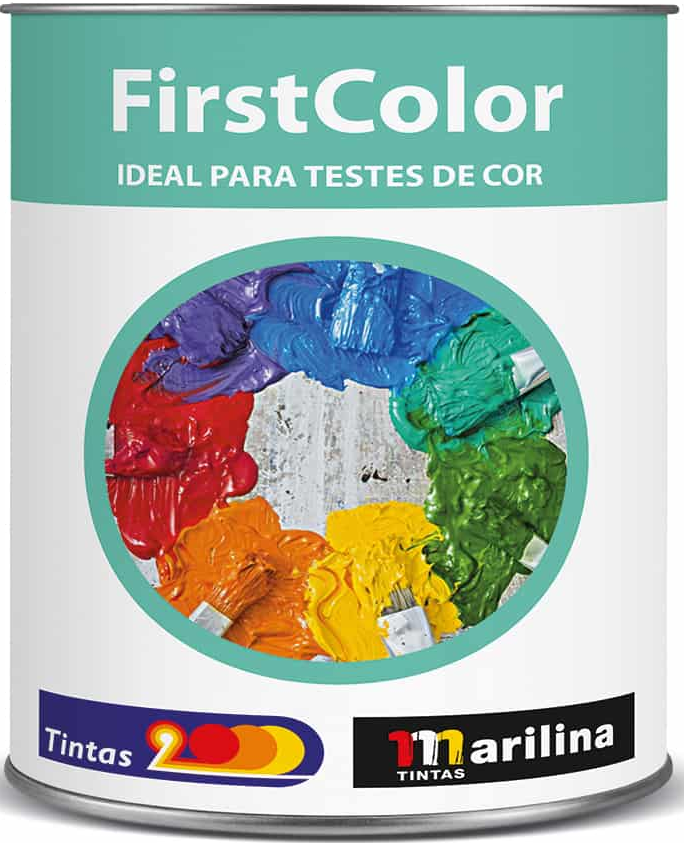 FirstColor
IDEAL PARA TESTES DE COR
Tintas 2000
marilina
TINTAS